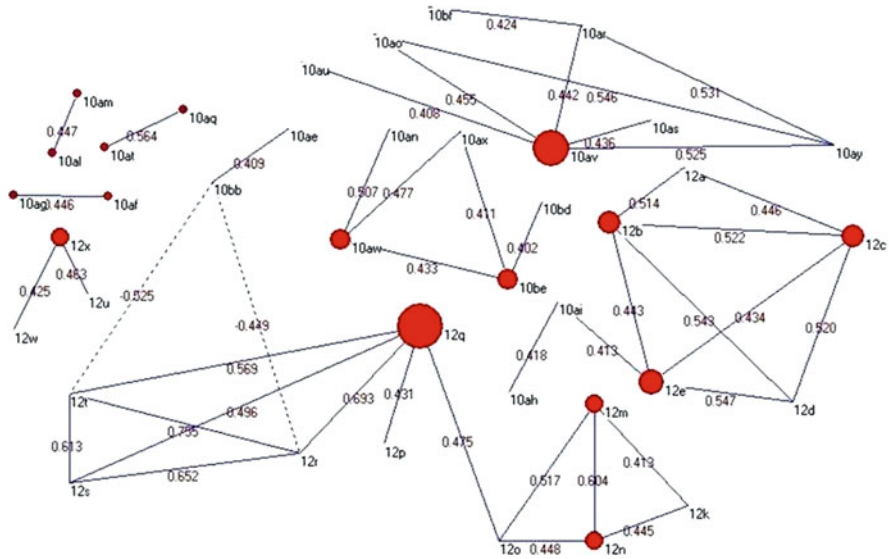 10bf
0.424
10ar
10ao
10au
0.531
0.442
0.546
0.455
0.408
10am
10aq
0.447
0.564
10al
10at
10ae
10an
10ax
10as
0.436
10av
0.525
10ay
0.409
10bb
12a
0.507
0.477
0.514
0.446
10ag
0.446
10af
0.411
10bd
12b
0.522
12c
12x
10aw
0.402
0.433
0.463
0.425
12u
10be
10ai
0.443
0.543
0.434
0.520
12w
-0.449
12q
0.418
0.413
0.569
12t
0.693
0.431
10ah
12e
0.547
12d
0.496
12m
0.613
0.475
12p
12r
0.413
0.652
0.517
0.604
12s
12k
0.445
12o
0.448
12n